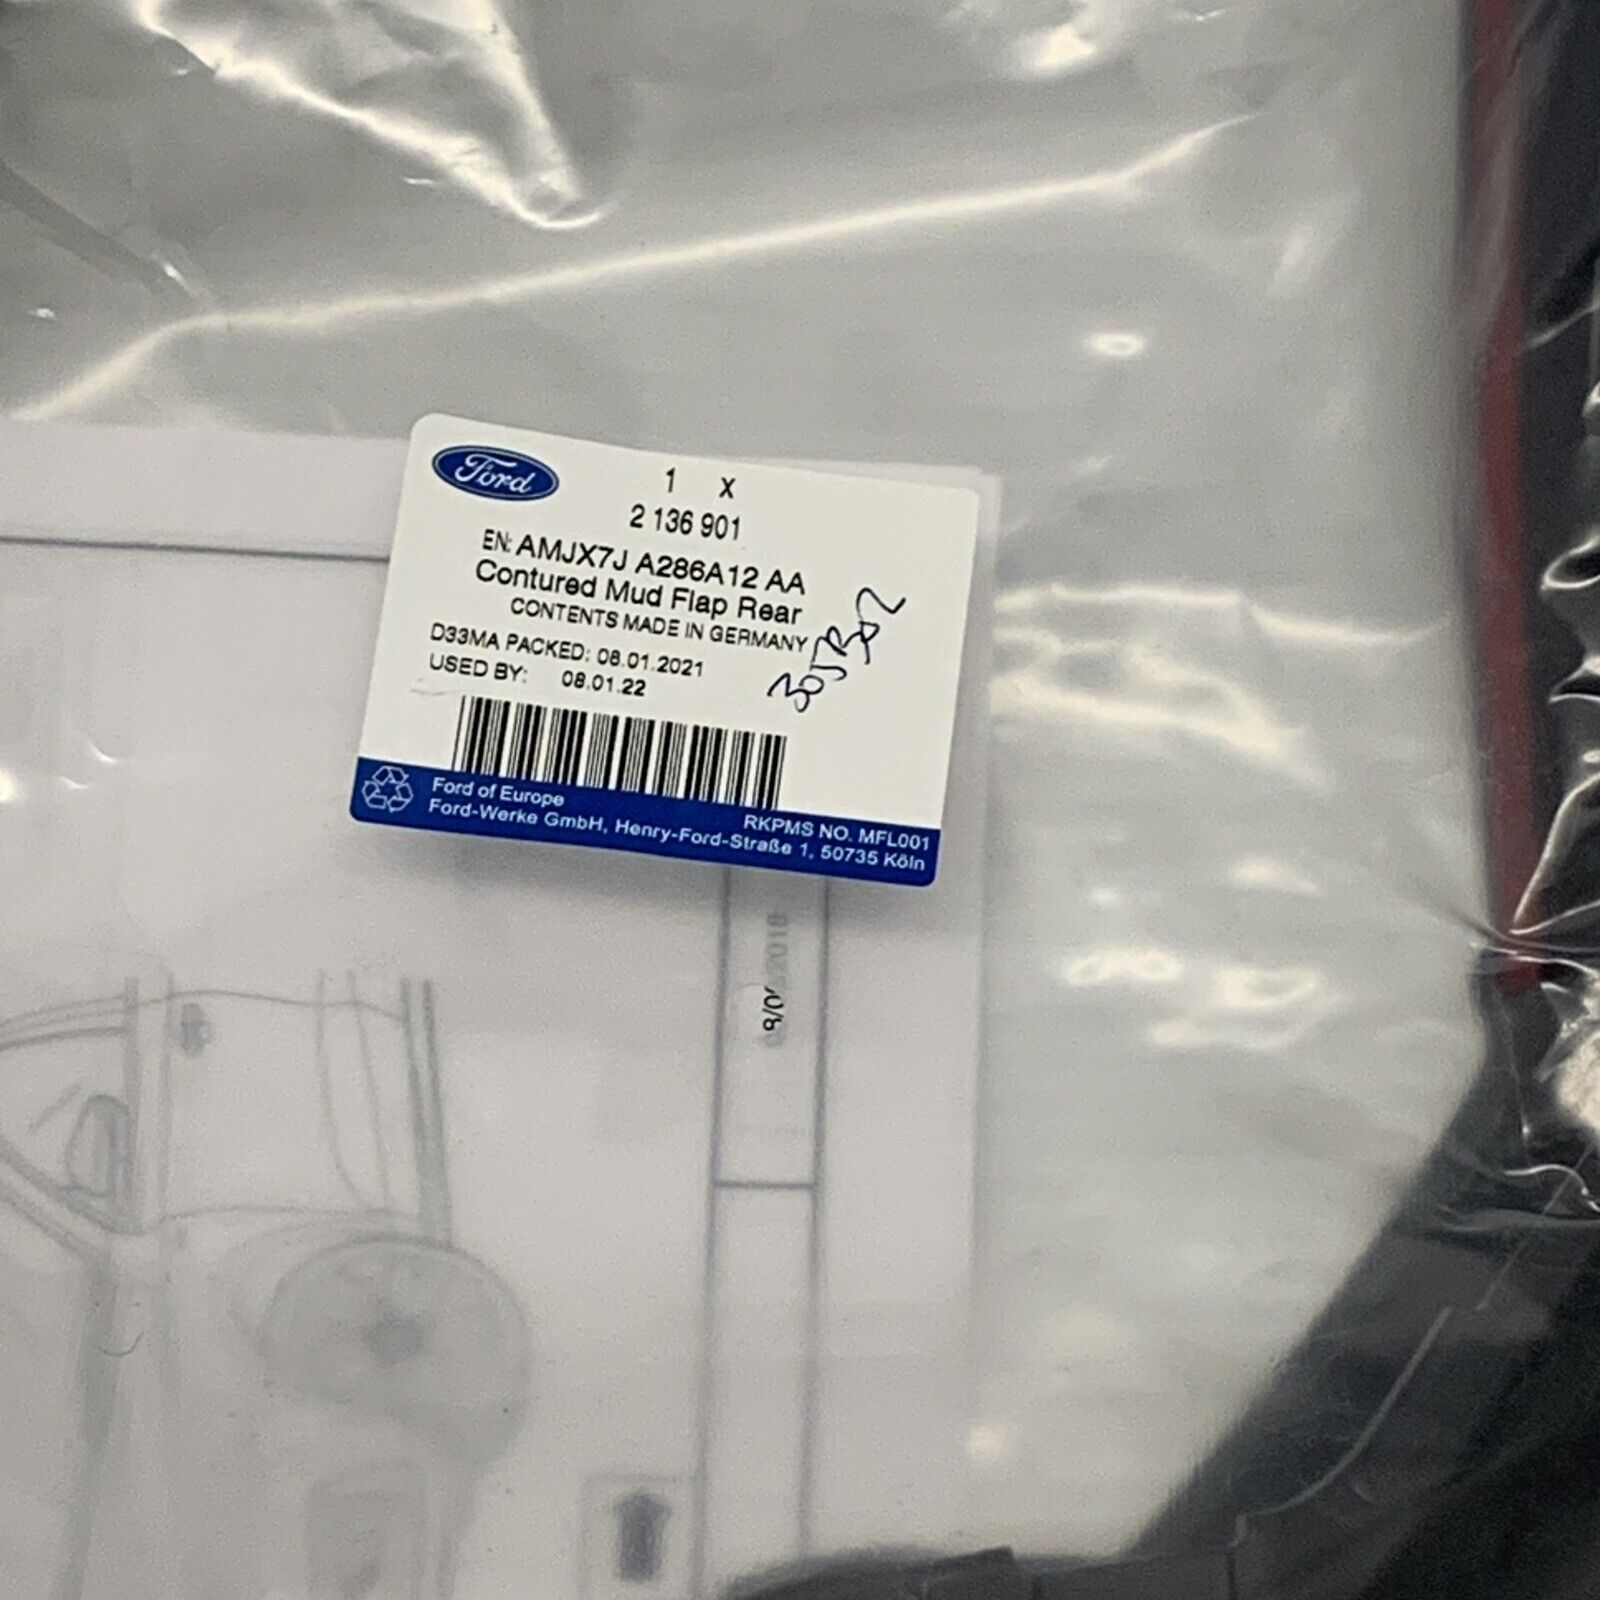 Ford
1 X
2 136 901
EN: AMJX7J A286A12 AA
Contured Mud Flap Rear
CONTENTS MADE IN GERMANY
D33MA PACKED: 08.01.2021
USED BY: 08.01.22
Ford of Europe
RKPMS NO. MFL001
Ford-Werke GmbH, Henry-Ford-Straße 1, 50735 Köln